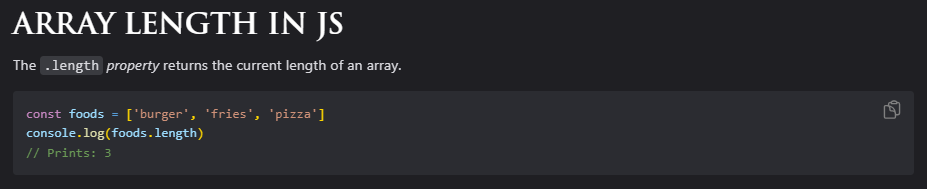 ARRAY LENGTH IN JS
The .length property returns the current length of an array.
const foods = ['burger', 'fries', 'pizza']
console.log(foods.length)
// Prints: 3